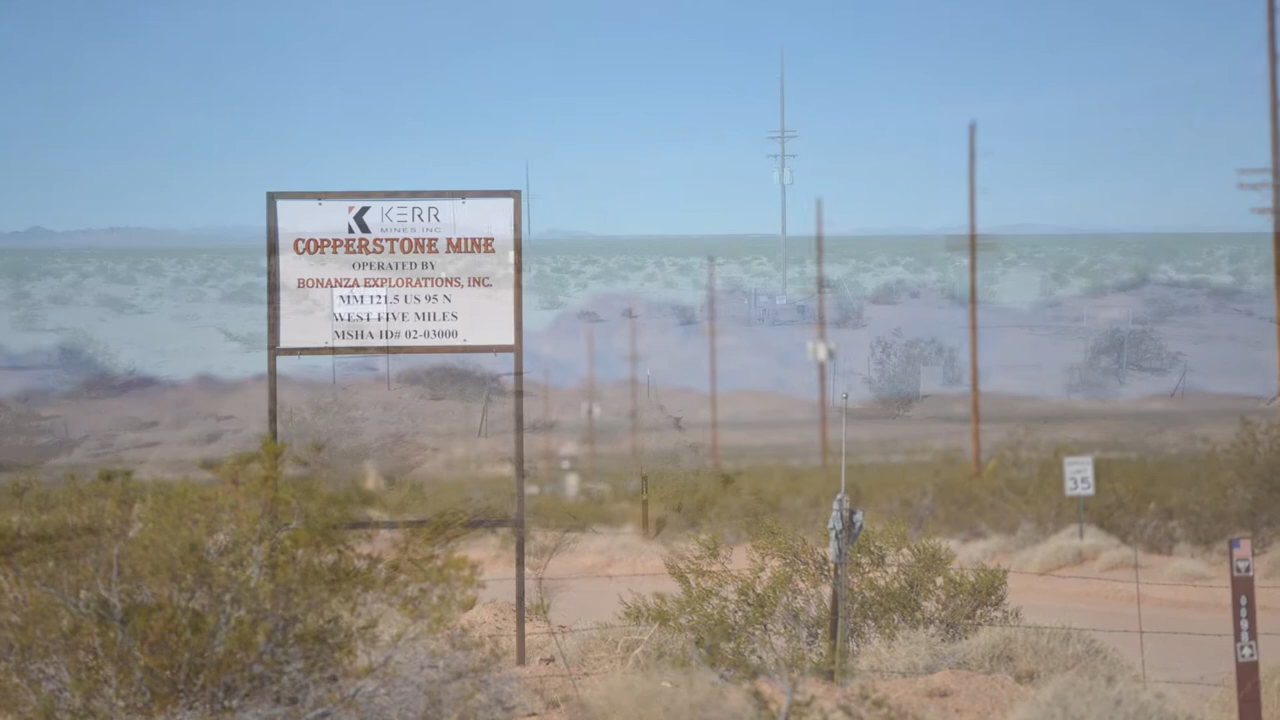 KERR
MINES INC
COPPERSTONE MINE
OPERATED BY
BONANZA EXPLORATIONS, INC.
MM 121.5 US 95 N
WEST FIVE MILES
MSHA ID# 02-03000
LIMIT
35